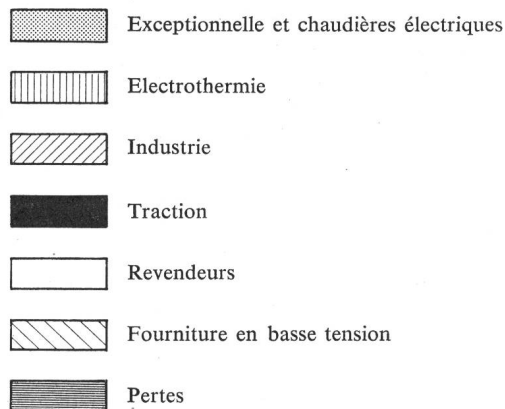 Exceptionnelle et chaudières électriques
Electrothermie
Industrie
Traction
Revendeurs
Fourniture en basse tension
Pertes